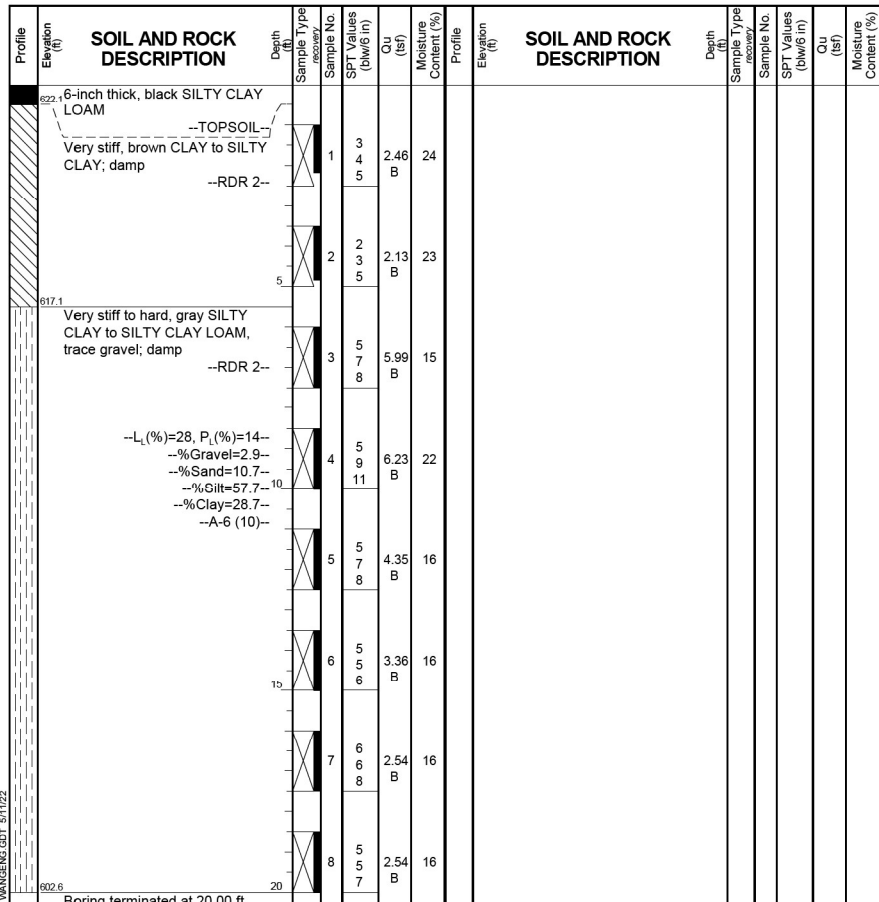 Profile
Elevation
(ft)
SOIL AND ROCK
DESCRIPTION
Depth
(ft)
Sample Type
recovery
Sample No.
SPT Values
(blw/6 in)
Qu
(tsf)
Moisture
Content (%)
Profile
Elevation
(ft)
SOIL AND ROCK
DESCRIPTION
Depth
(ft)
Sample Type
recovery
Sample No.
SPT Values
(blw/6 in)
Qu
(tsf)
Moisture
Content (%)
622.1
6-inch thick, black SILTY CLAY
LOAM
--TOPSOIL--
Very stiff, brown CLAY to SILTY
CLAY; damp
--RDR 2--
1
3
4
5
2.46
B
24
2
2
3
5
2.13
B
23
5
617.1
Very stiff to hard, gray SILTY
CLAY to SILTY CLAY LOAM,
trace gravel; damp
--RDR 2--
3
5
7
8
5.99
B
15
--LL(%)=28, PL(%)=14--
--%Gravel=2.9--
--%Sand=10.7--
--%Silt=57.7--
--%Clay=28.7--
--A-6 (10)--
10
4
5
9
11
6.23
B
22
5
5
7
8
4.35
B
16
6
5
5
6
3.36
B
16
15
7
6
6
8
2.54
B
16
8
5
5
7
2.54
B
16
602.6
20
Boring terminated at 20.00 ft
WANGENG.GDT 5/11/22